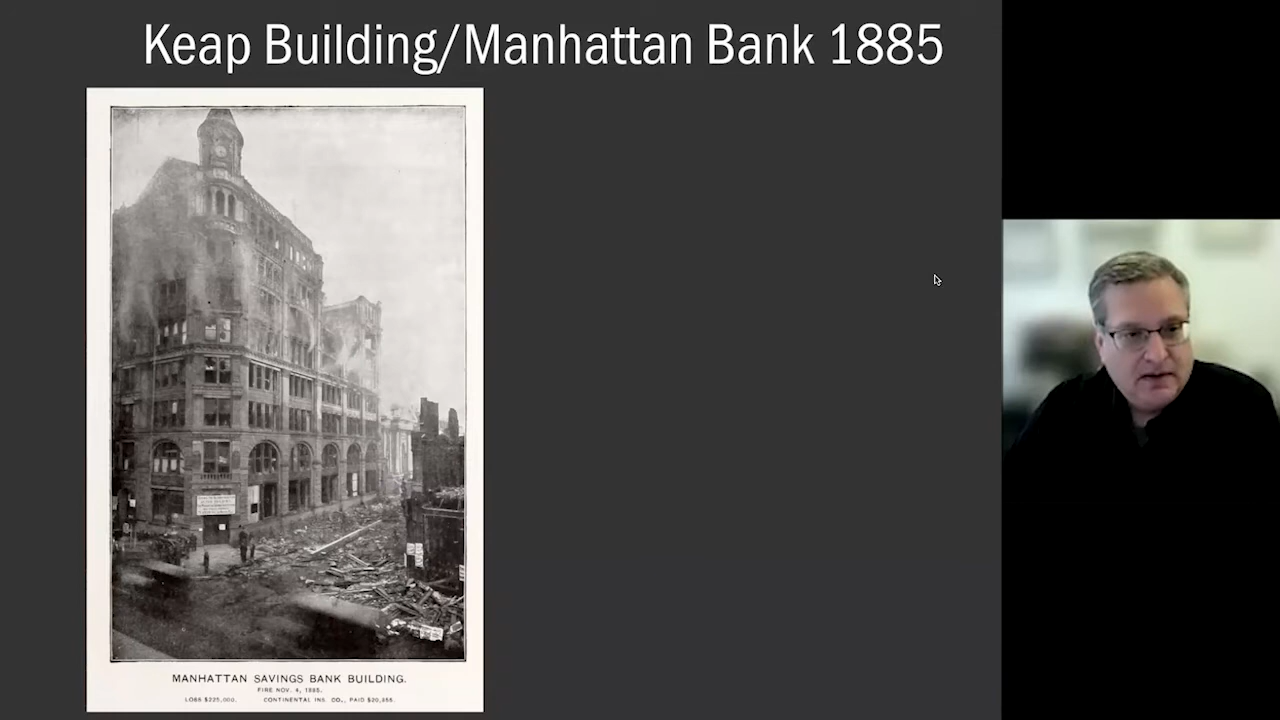 Keap Building/Manhattan Bank 1885
MANHATTAN SAVINGS BANK BUILDING.
FIRE NOV. 4, 1895.
LOSS $225,000. CONTINENTAL INS. CO., PAID $20,355.